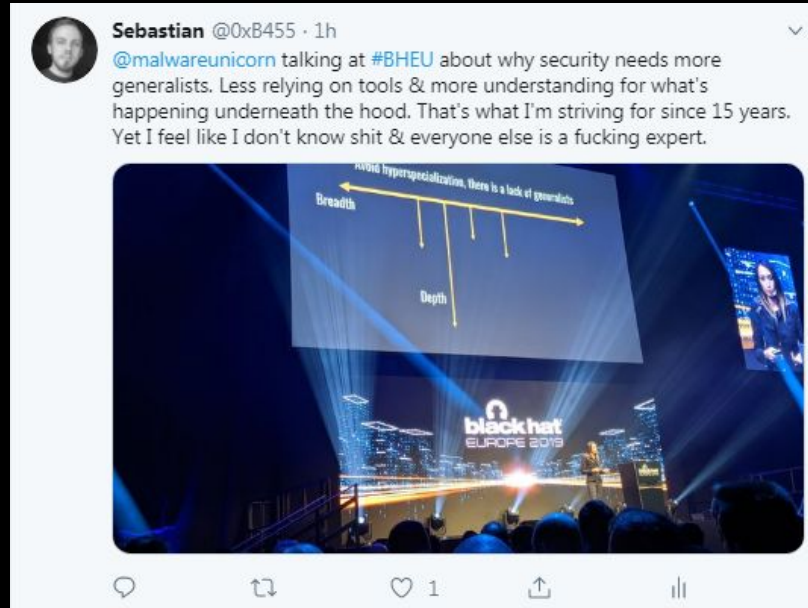 Sebastian @0xB455 · 1h
@malwareunicorn talking at #BHEU about why security needs more
generalists. Less relying on tools & more understanding for what's
happening underneath the hood. That's what I'm striving for since 15 years.
Yet I feel like I don't know shit & everyone else is a fucking expert.
Avoid hyperspecialization, there is a lack of generalists
Breadth
Depth
black hat
EUROPE 2019
1